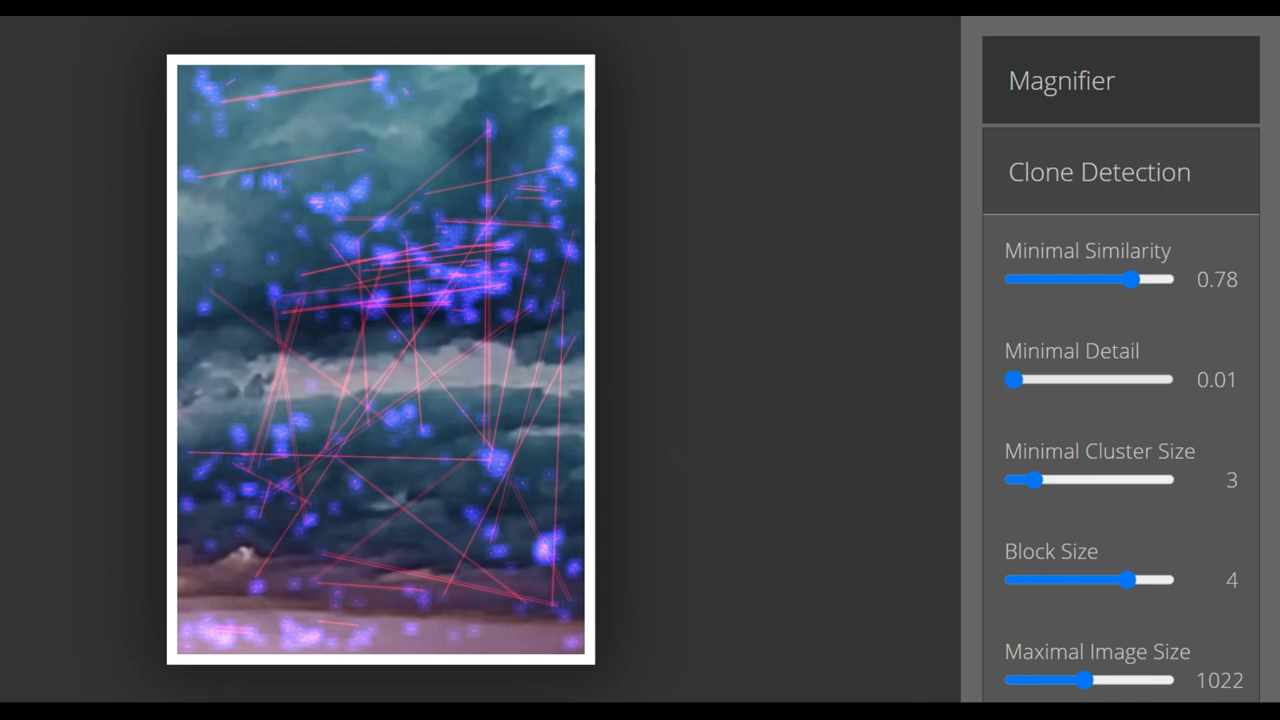 Magnifier
Clone Detection
Minimal Similarity
0.78
Minimal Detail
0.01
Minimal Cluster Size
3
Block Size
4
Maximal Image Size
1022